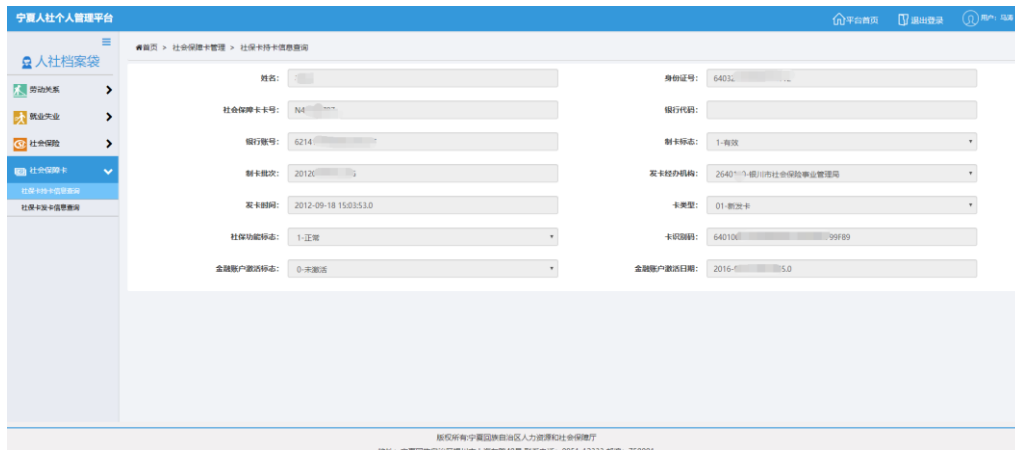 宁夏人社个人管理平台
平台首页 退出登录 用户:
人社档案袋
首页 > 社会保障卡管理 > 社保卡持卡信息查询
劳动关系
就业失业
社会保险
社会保障卡
社保卡持卡信息查询
社保卡发卡信息查询
姓名: 身份证号: 6403
社会保障卡卡号: N4 银行代码:
银行账号: 6214 制卡标志: 1-有效
制卡批次: 2012 发卡经办机构: 2640 -银川市社会保险事业管理局
发卡时间: 2012-09-18 15:03:53.0 卡类型: 01-新发卡
社保功能标志: 1-正常 卡识别码: 64010 99FB9
金融账户激活标志: 0-未激活 金融账户激活日期: 2016- 5.0
版权所有:宁夏回族自治区人力资源和社会保障厅